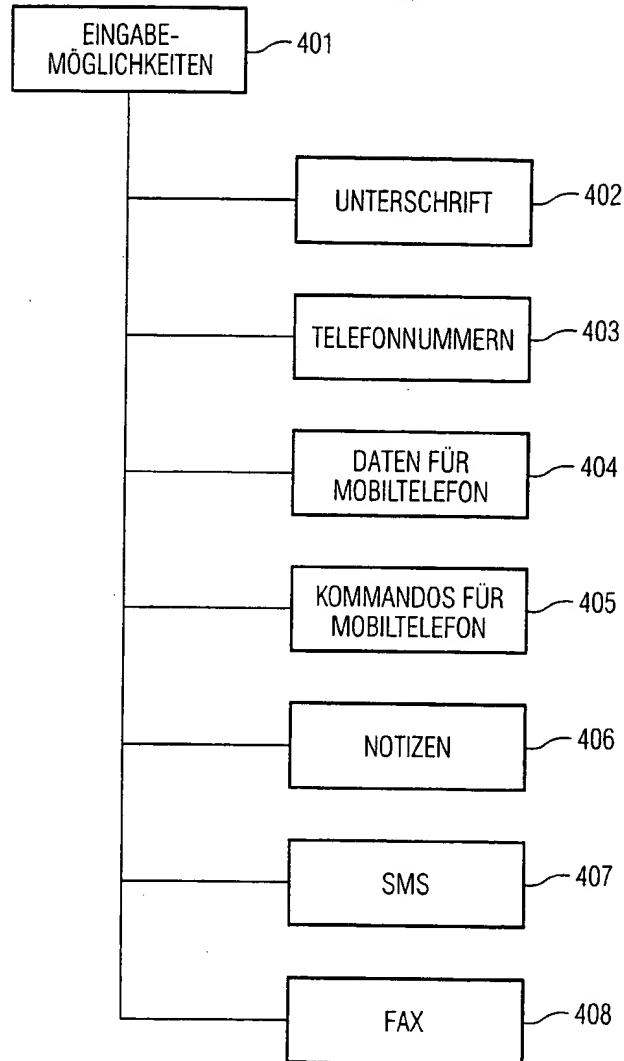 EINGABE-
MÖGLICHKEITEN
401
UNTERSCHRIFT
402
TELEFONNUMMERN
403
DATEN FÜR
MOBILTELEFON
404
KOMMANDOS FÜR
MOBILTELEFON
405
NOTIZEN
406
SMS
407
FAX
408